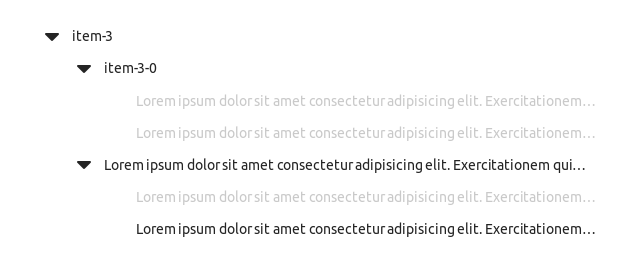 item-3
item-3-0
Lorem ipsum dolor sit amet consectetur adipisicing elit. Exercitationem…
Lorem ipsum dolor sit amet consectetur adipisicing elit. Exercitationem…
Lorem ipsum dolor sit amet consectetur adipisicing elit. Exercitationem qui…
Lorem ipsum dolor sit amet consectetur adipisicing elit. Exercitationem…
Lorem ipsum dolor sit amet consectetur adipisicing elit. Exercitationem…